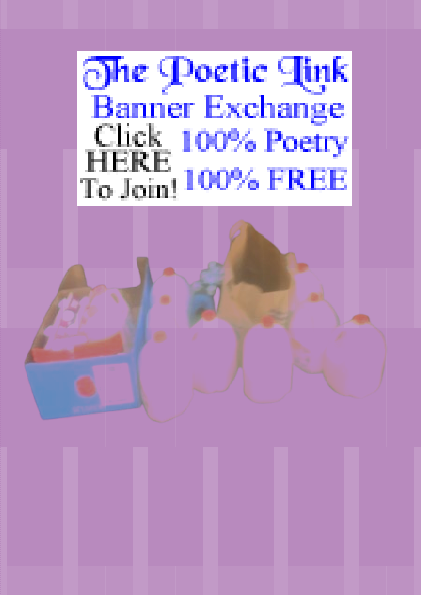 The Poetic Link
Banner Exchange
Click
HERE
To Join!
100% Poetry
100% FREE